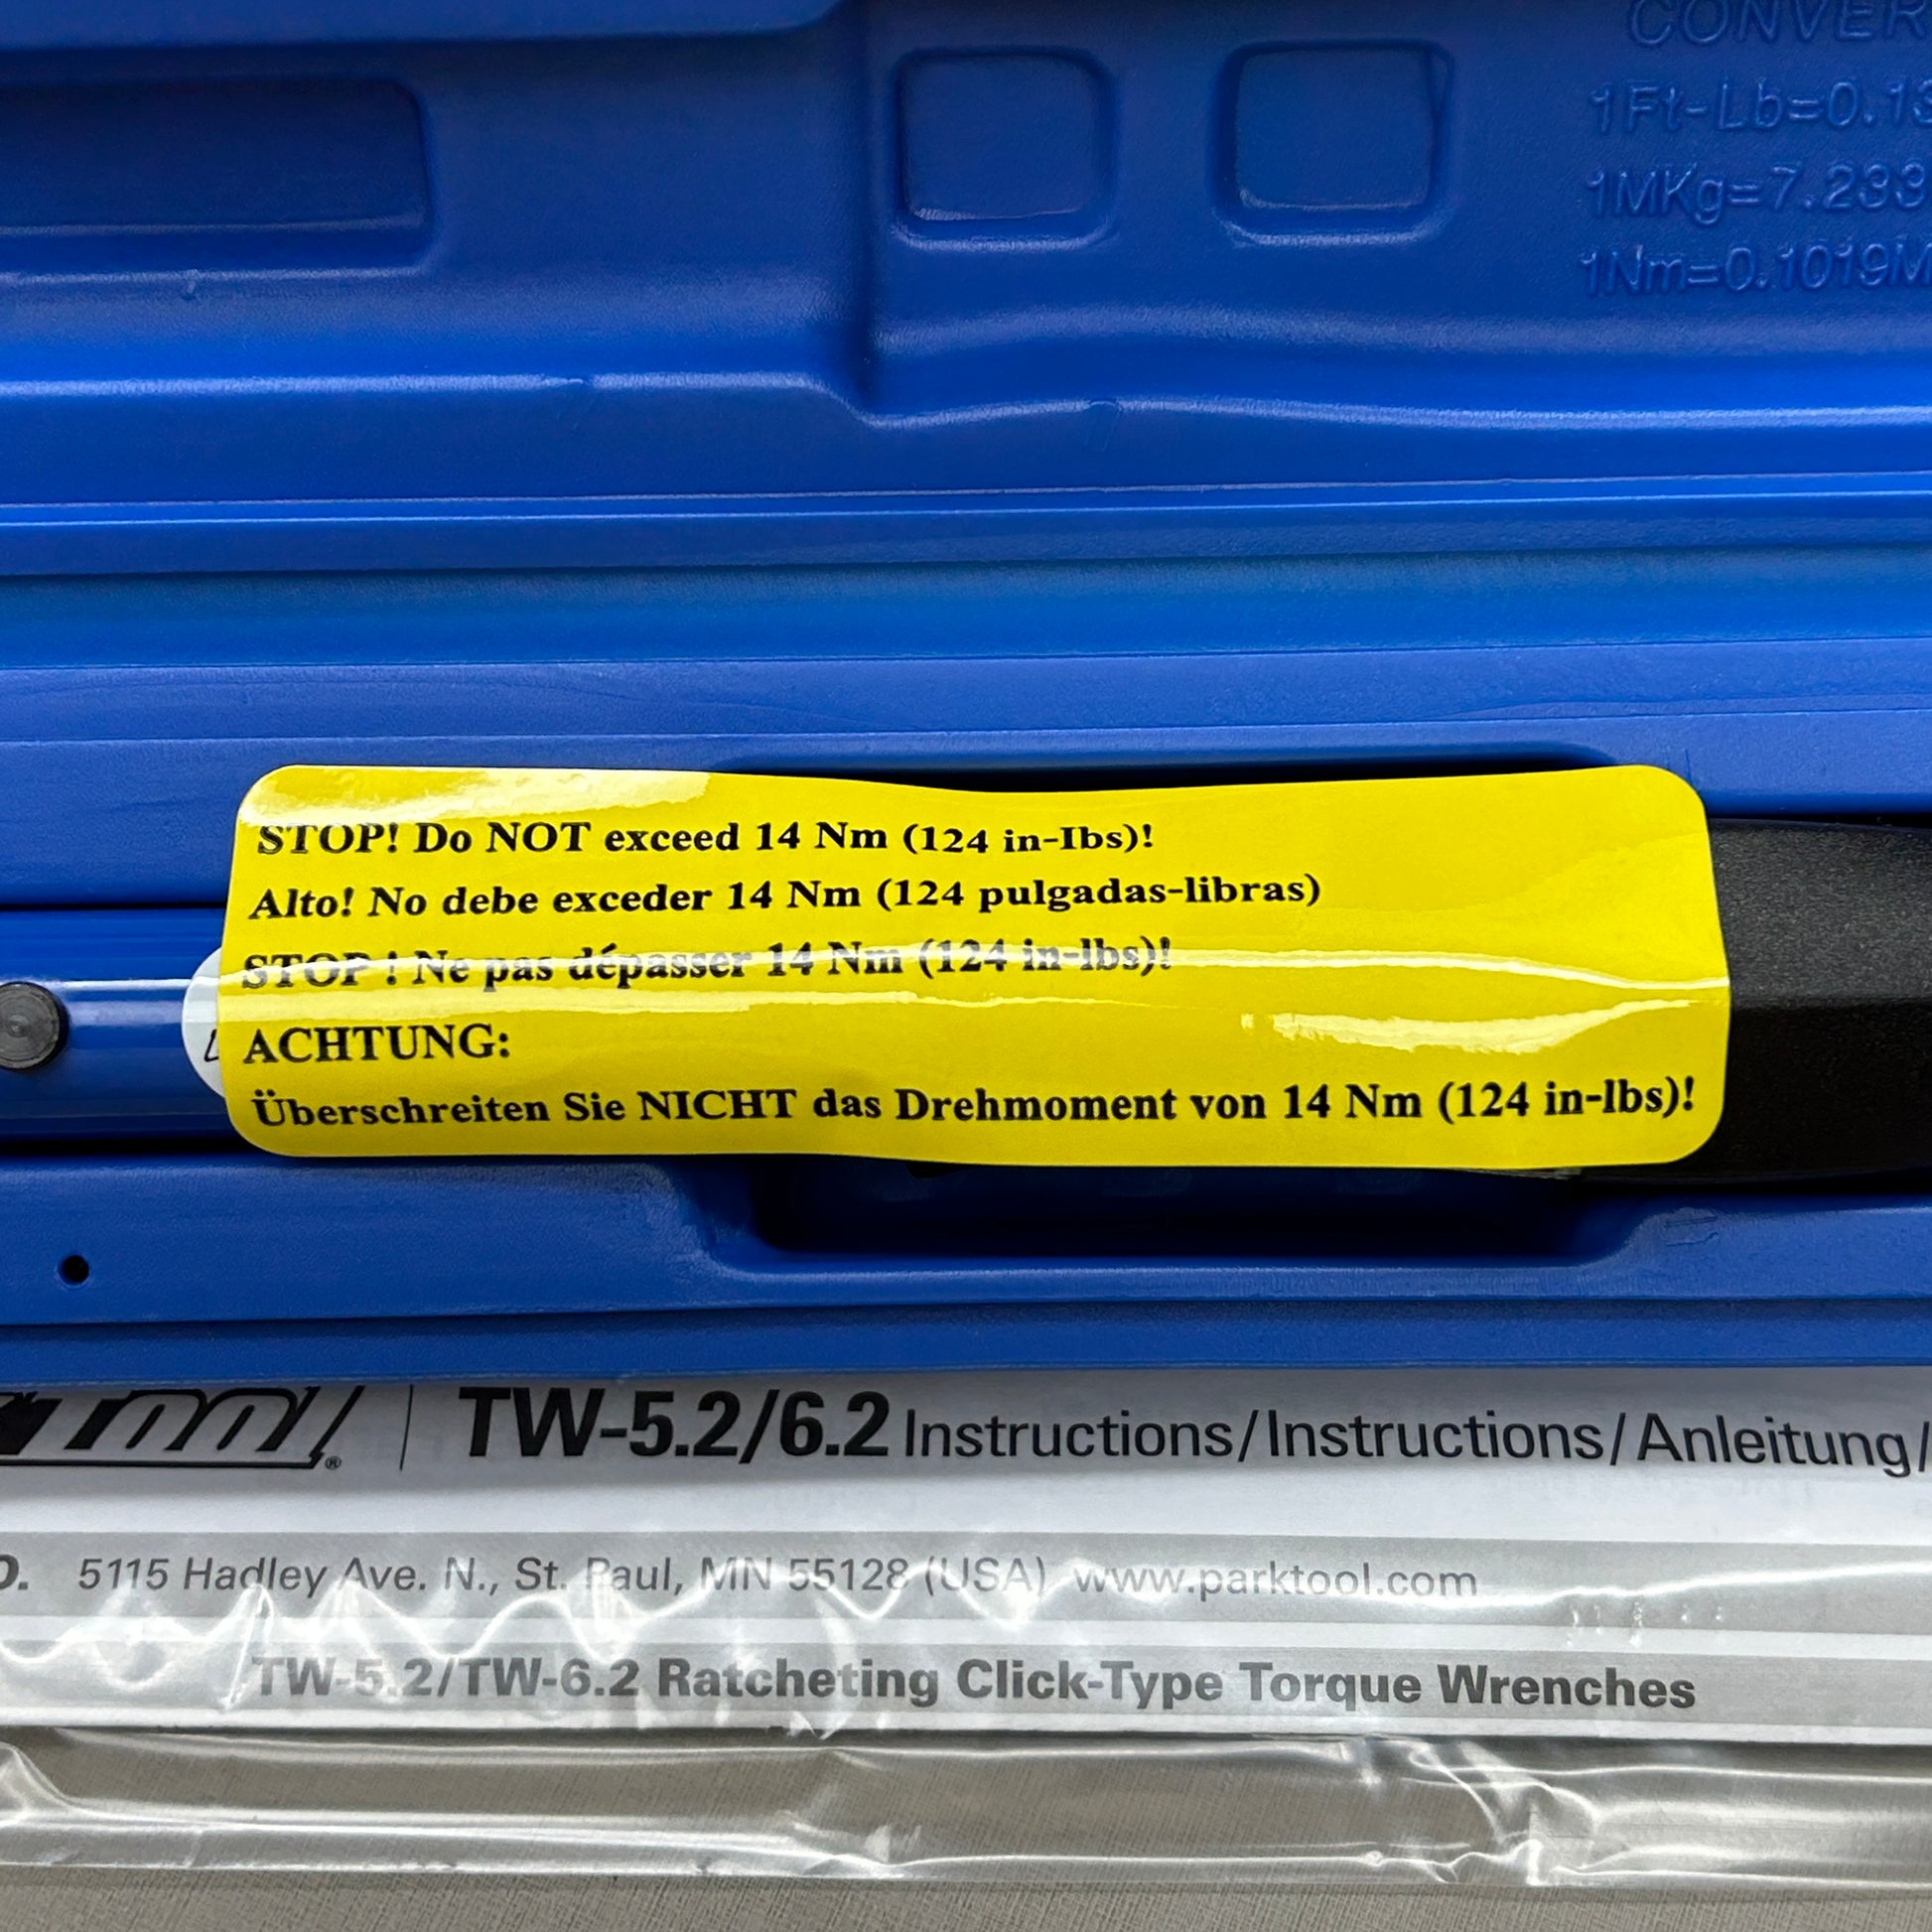 CONVER
1Ft-Lb=0.13
1MKg=7.233
1Nm=0.1019M
STOP! Do NOT exceed 14 Nm (124 in-Ibs)!
Alto! No debe exceder 14 Nm (124 pulgadas-libras)
STOP ! Ne pas dépasser 14 Nm (124 in-lbs)!
ACHTUNG:
Überschreiten Sie NICHT das Drehmoment von 14 Nm (124 in-lbs)!
TOOL® TW-5.2/6.2 Instructions/Instructions/Anleitung/
O. 5115 Hadley Ave. N., St. Paul, MN 55128 (USA) www.parktool.com
TW-5.2/TW-6.2 Ratcheting Click-Type Torque Wrenches